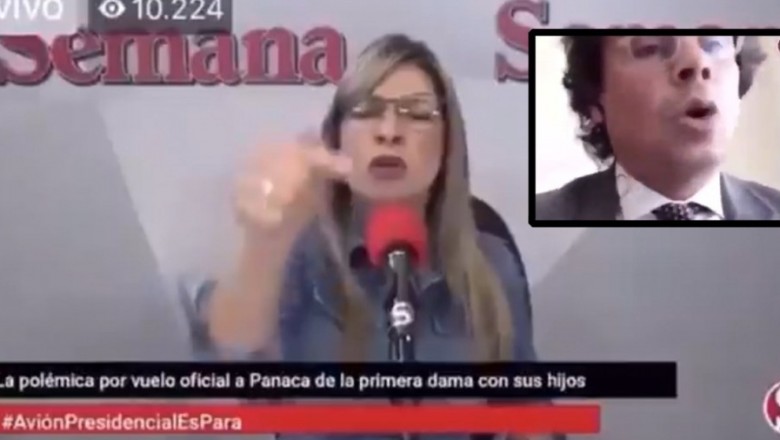 VIVO 10.224
Semana
S
S
La polémica por vuelo oficial a Panaca de la primera dama con sus hijos
#AviónPresidencialEsPara
S